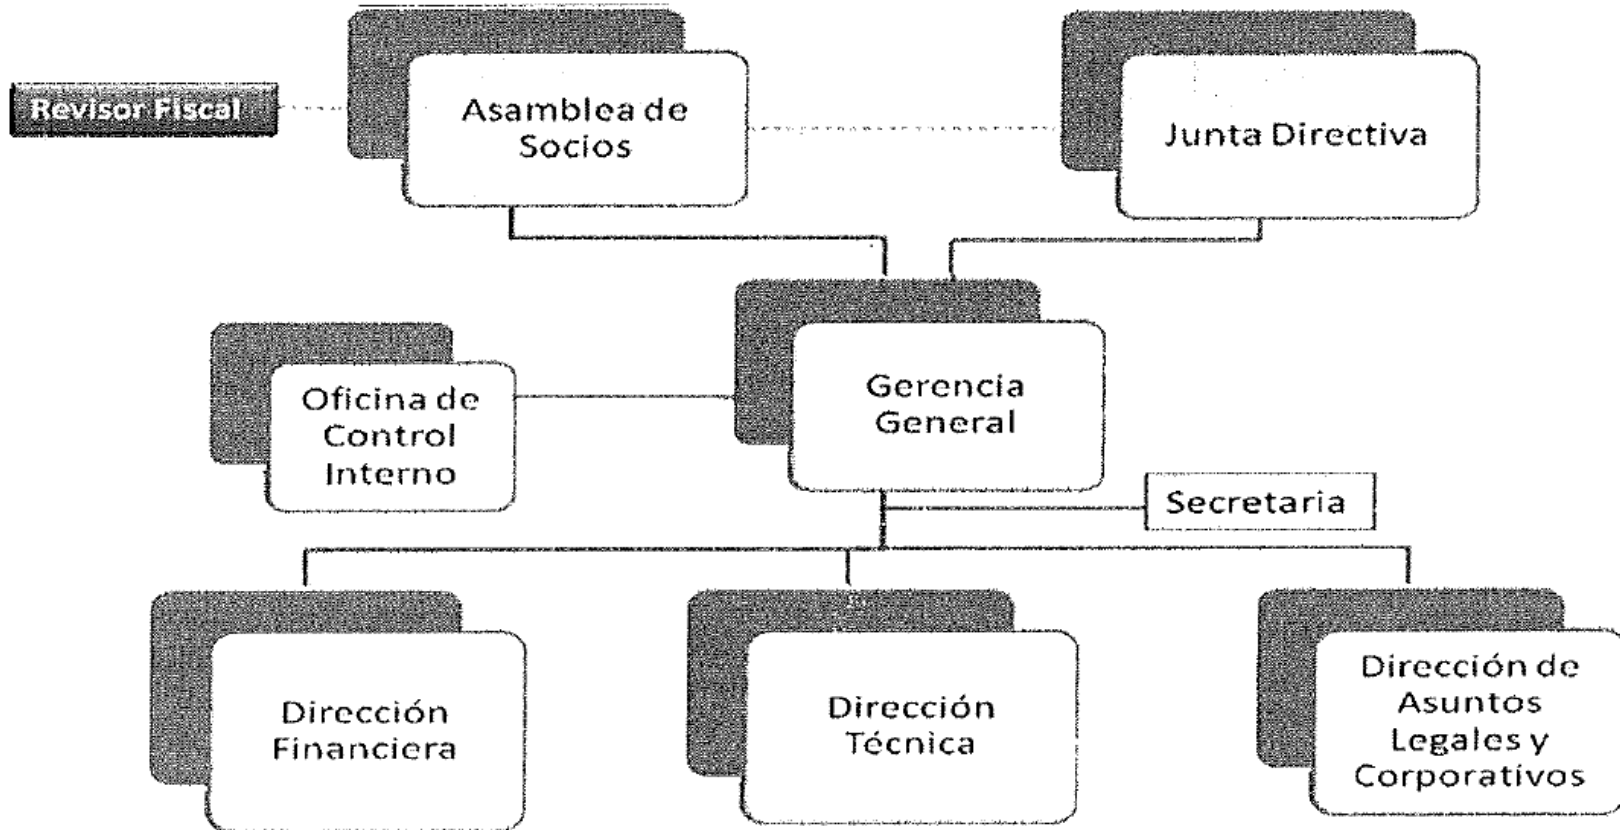 Revisor Fiscal
Asamblea de
Socios
Junta Directiva
Oficina de
Control
Interno
Gerencia
General
Secretaria
Dirección
Financiera
Dirección
Técnica
Dirección de
Asuntos
Legales y
Corporativos